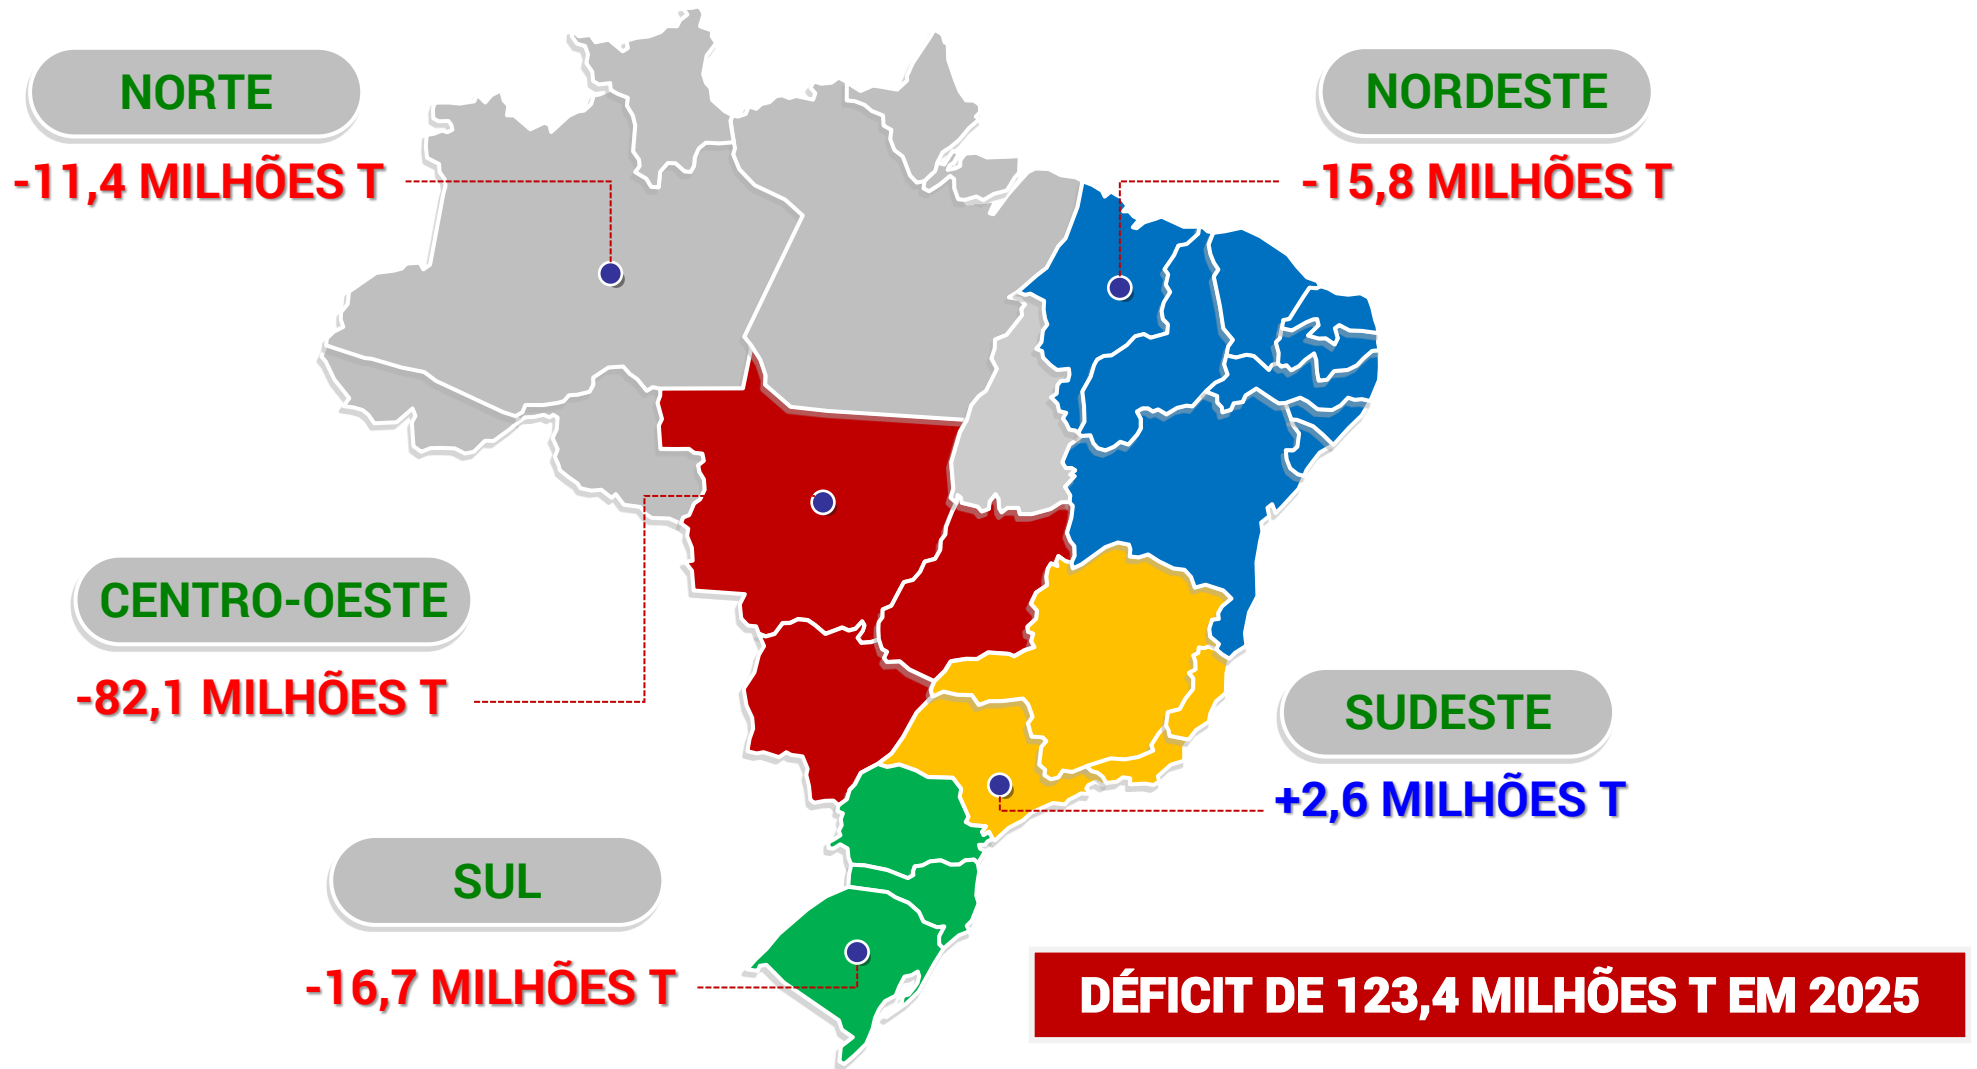 NORTE
-11,4 MILHÕES T
NORDESTE
-15,8 MILHÕES T
CENTRO-OESTE
-82,1 MILHÕES T
SUDESTE
+2,6 MILHÕES T
SUL
-16,7 MILHÕES T
DÉFICIT DE 123,4 MILHÕES T EM 2025